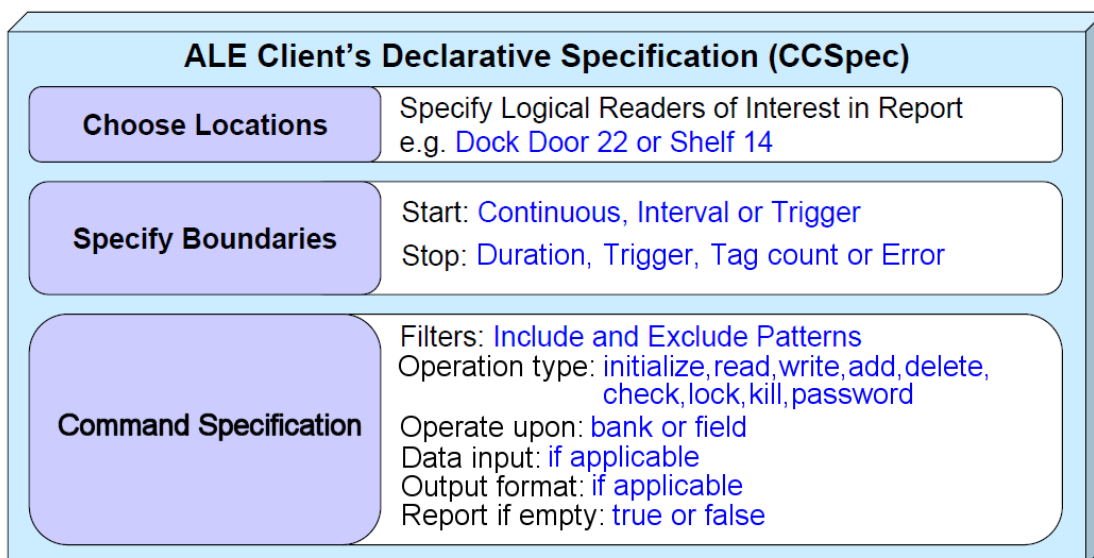 ALE Client's Declarative Specification (CCSpec)
Choose Locations
Specify Logical Readers of Interest in Report
e.g. Dock Door 22 or Shelf 14
Specify Boundaries
Start: Continuous, Interval or Trigger
Stop: Duration, Trigger, Tag count or Error
Command Specification
Filters: Include and Exclude Patterns
Operation type: initialize,read,write,add,delete,
check,lock,kill,password
Operate upon: bank or field
Data input: if applicable
Output format: if applicable
Report if empty: true or false